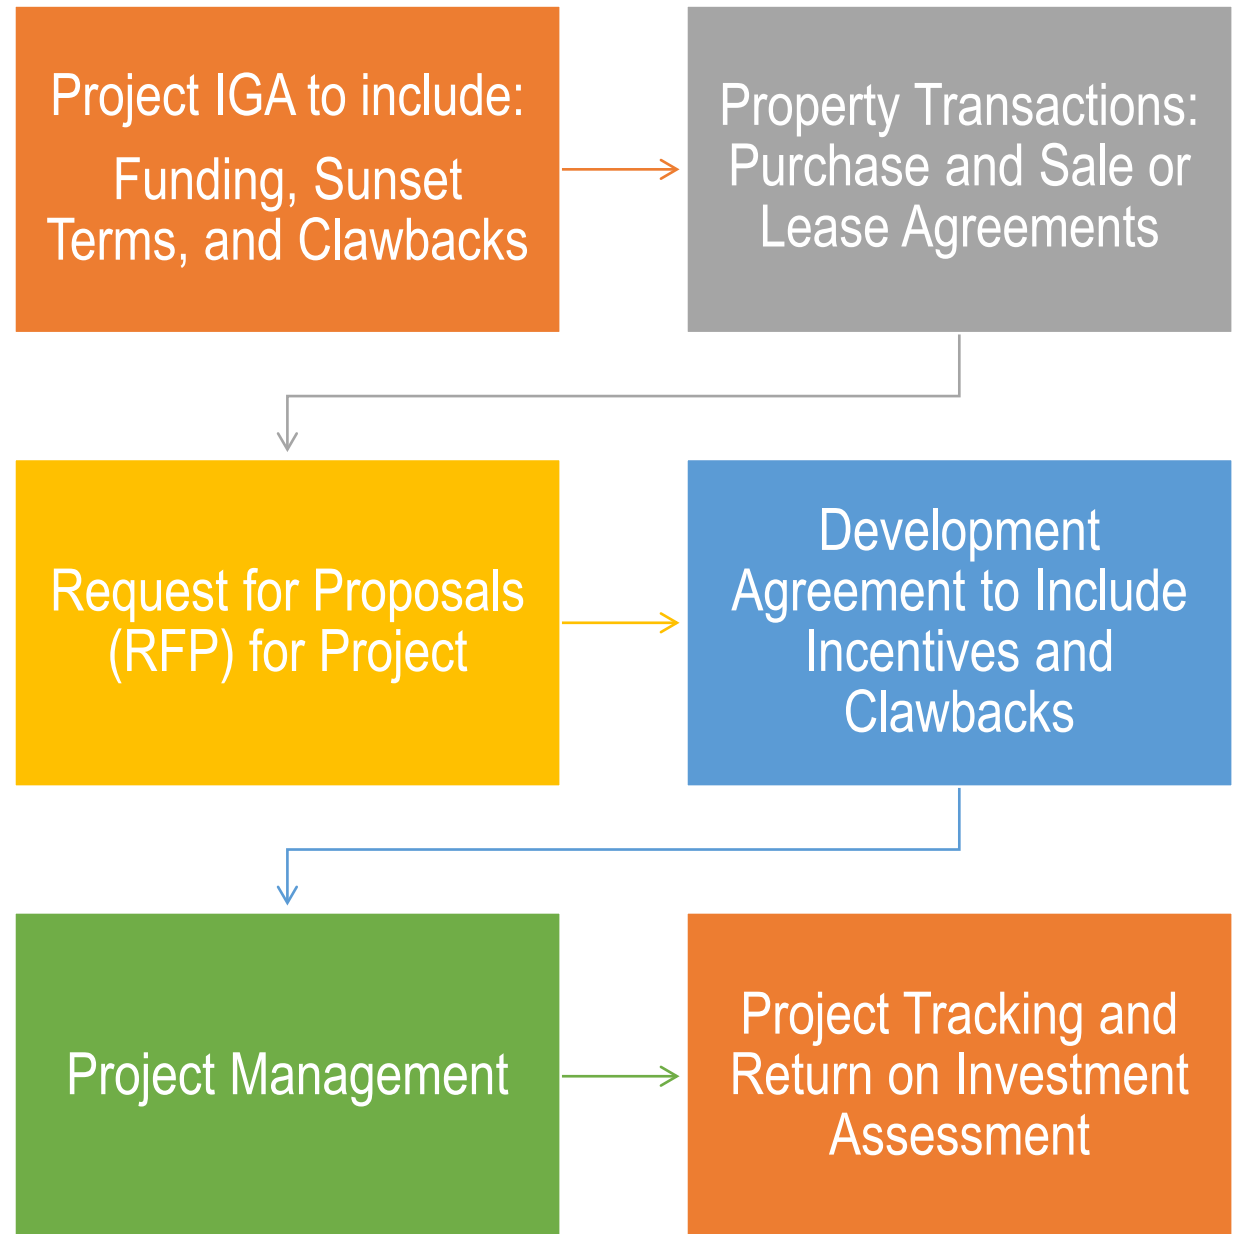 Project IGA to include:
Funding, Sunset
Terms, and Clawbacks
Property Transactions:
Purchase and Sale or
Lease Agreements
Request for Proposals
(RFP) for Project
Development
Agreement to Include
Incentives and
Clawbacks
Project Management
Project Tracking and
Return on Investment
Assessment